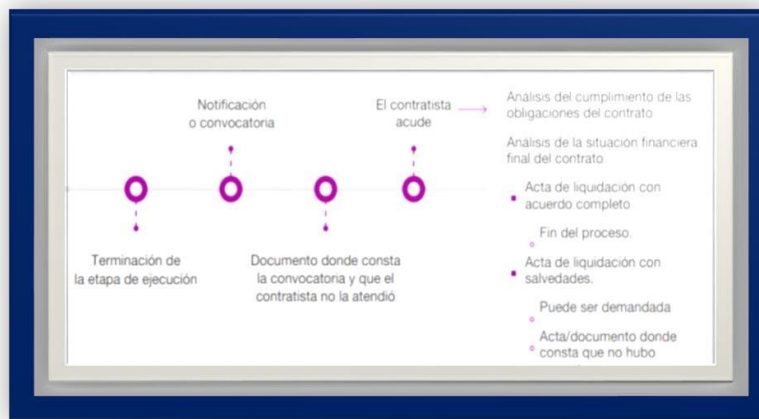 Notificación
o convocatoria
El contratista
acude
Análisis del cumplimiento de las
obligaciones del contrato
Análisis de la situación financiera
final del contrato
Acta de liquidación con
acuerdo completo
Fin del proceso.
Acta de liquidación con
salvedades.
Puede ser demandada
Acta/documento donde
consta que no hubo
Terminación de
la etapa de ejecución
Documento donde consta
la convocatoria y que el
contratista no la atendió